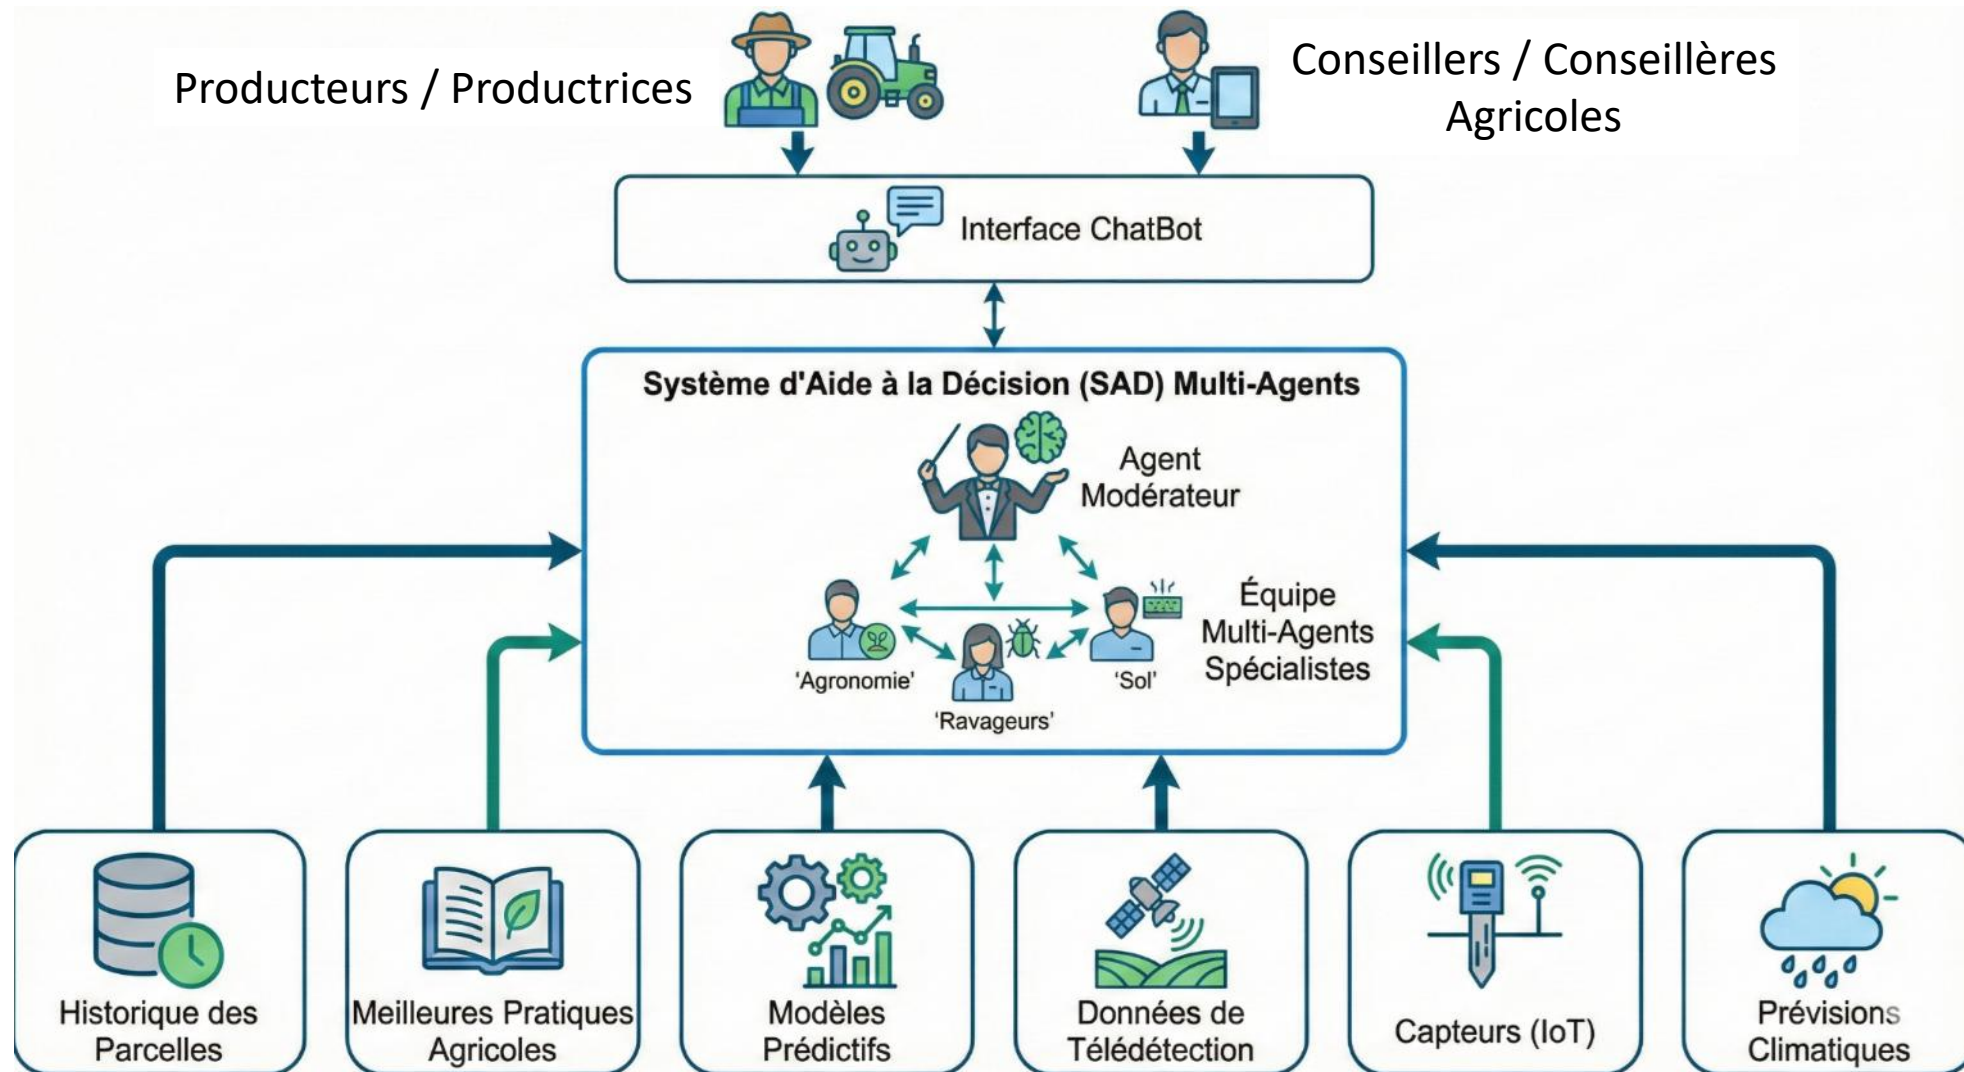 Producteurs / Productrices
Conseillers / Conseillères
Agricoles
Interface ChatBot
Système d'Aide à la Décision (SAD) Multi-Agents
Agent
Modérateur
Équipe
Multi-Agents
Spécialistes
'Agronomie'
'Sol'
'Ravageurs'
Historique des
Parcelles
Meilleures Pratiques
Agricoles
Modèles
Prédictifs
Données de
Télédétection
Capteurs (IoT)
Prévisions
Climatiques